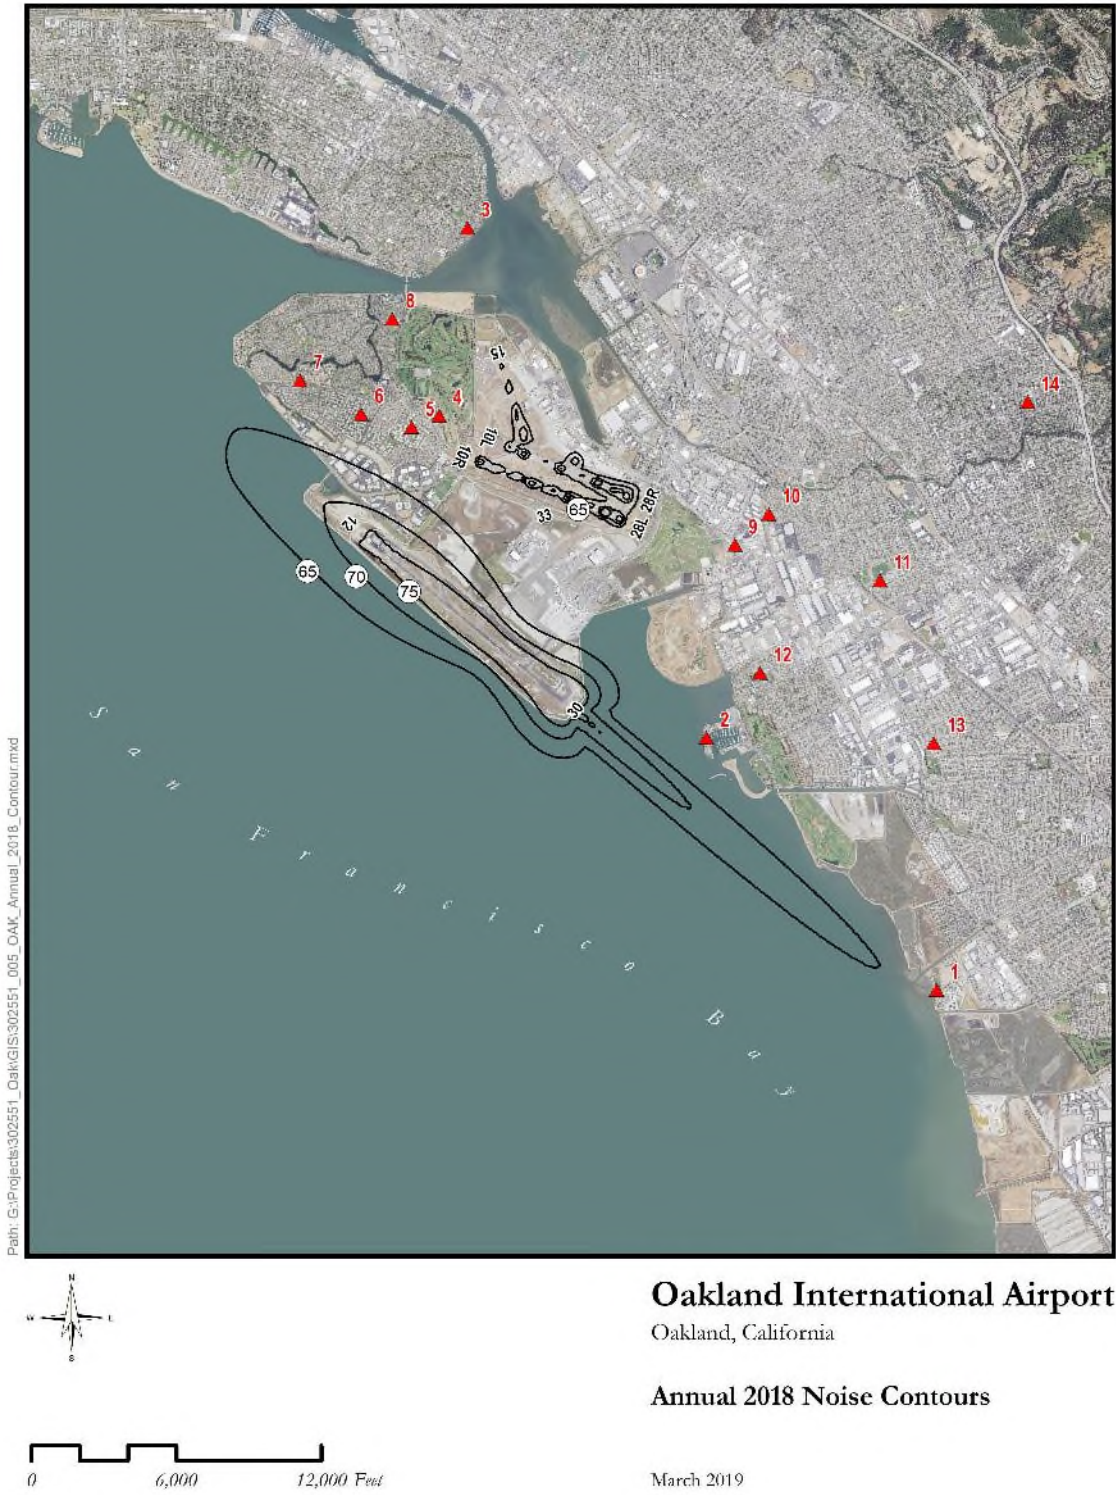 3
8
15
7
14
6
5
4
10L
10R
28R
65
33
28L
10
9
12
11
65
70
75
12
30
2
13
San Francisco Bay
1
Path: G:\Projects\302551_Oak\GIS\302551_005_OAK_Annual_2018_Contour.mxd
N
W E
S
Oakland International Airport
Oakland, California
Annual 2018 Noise Contours
0 6,000 12,000 Feet
March 2019